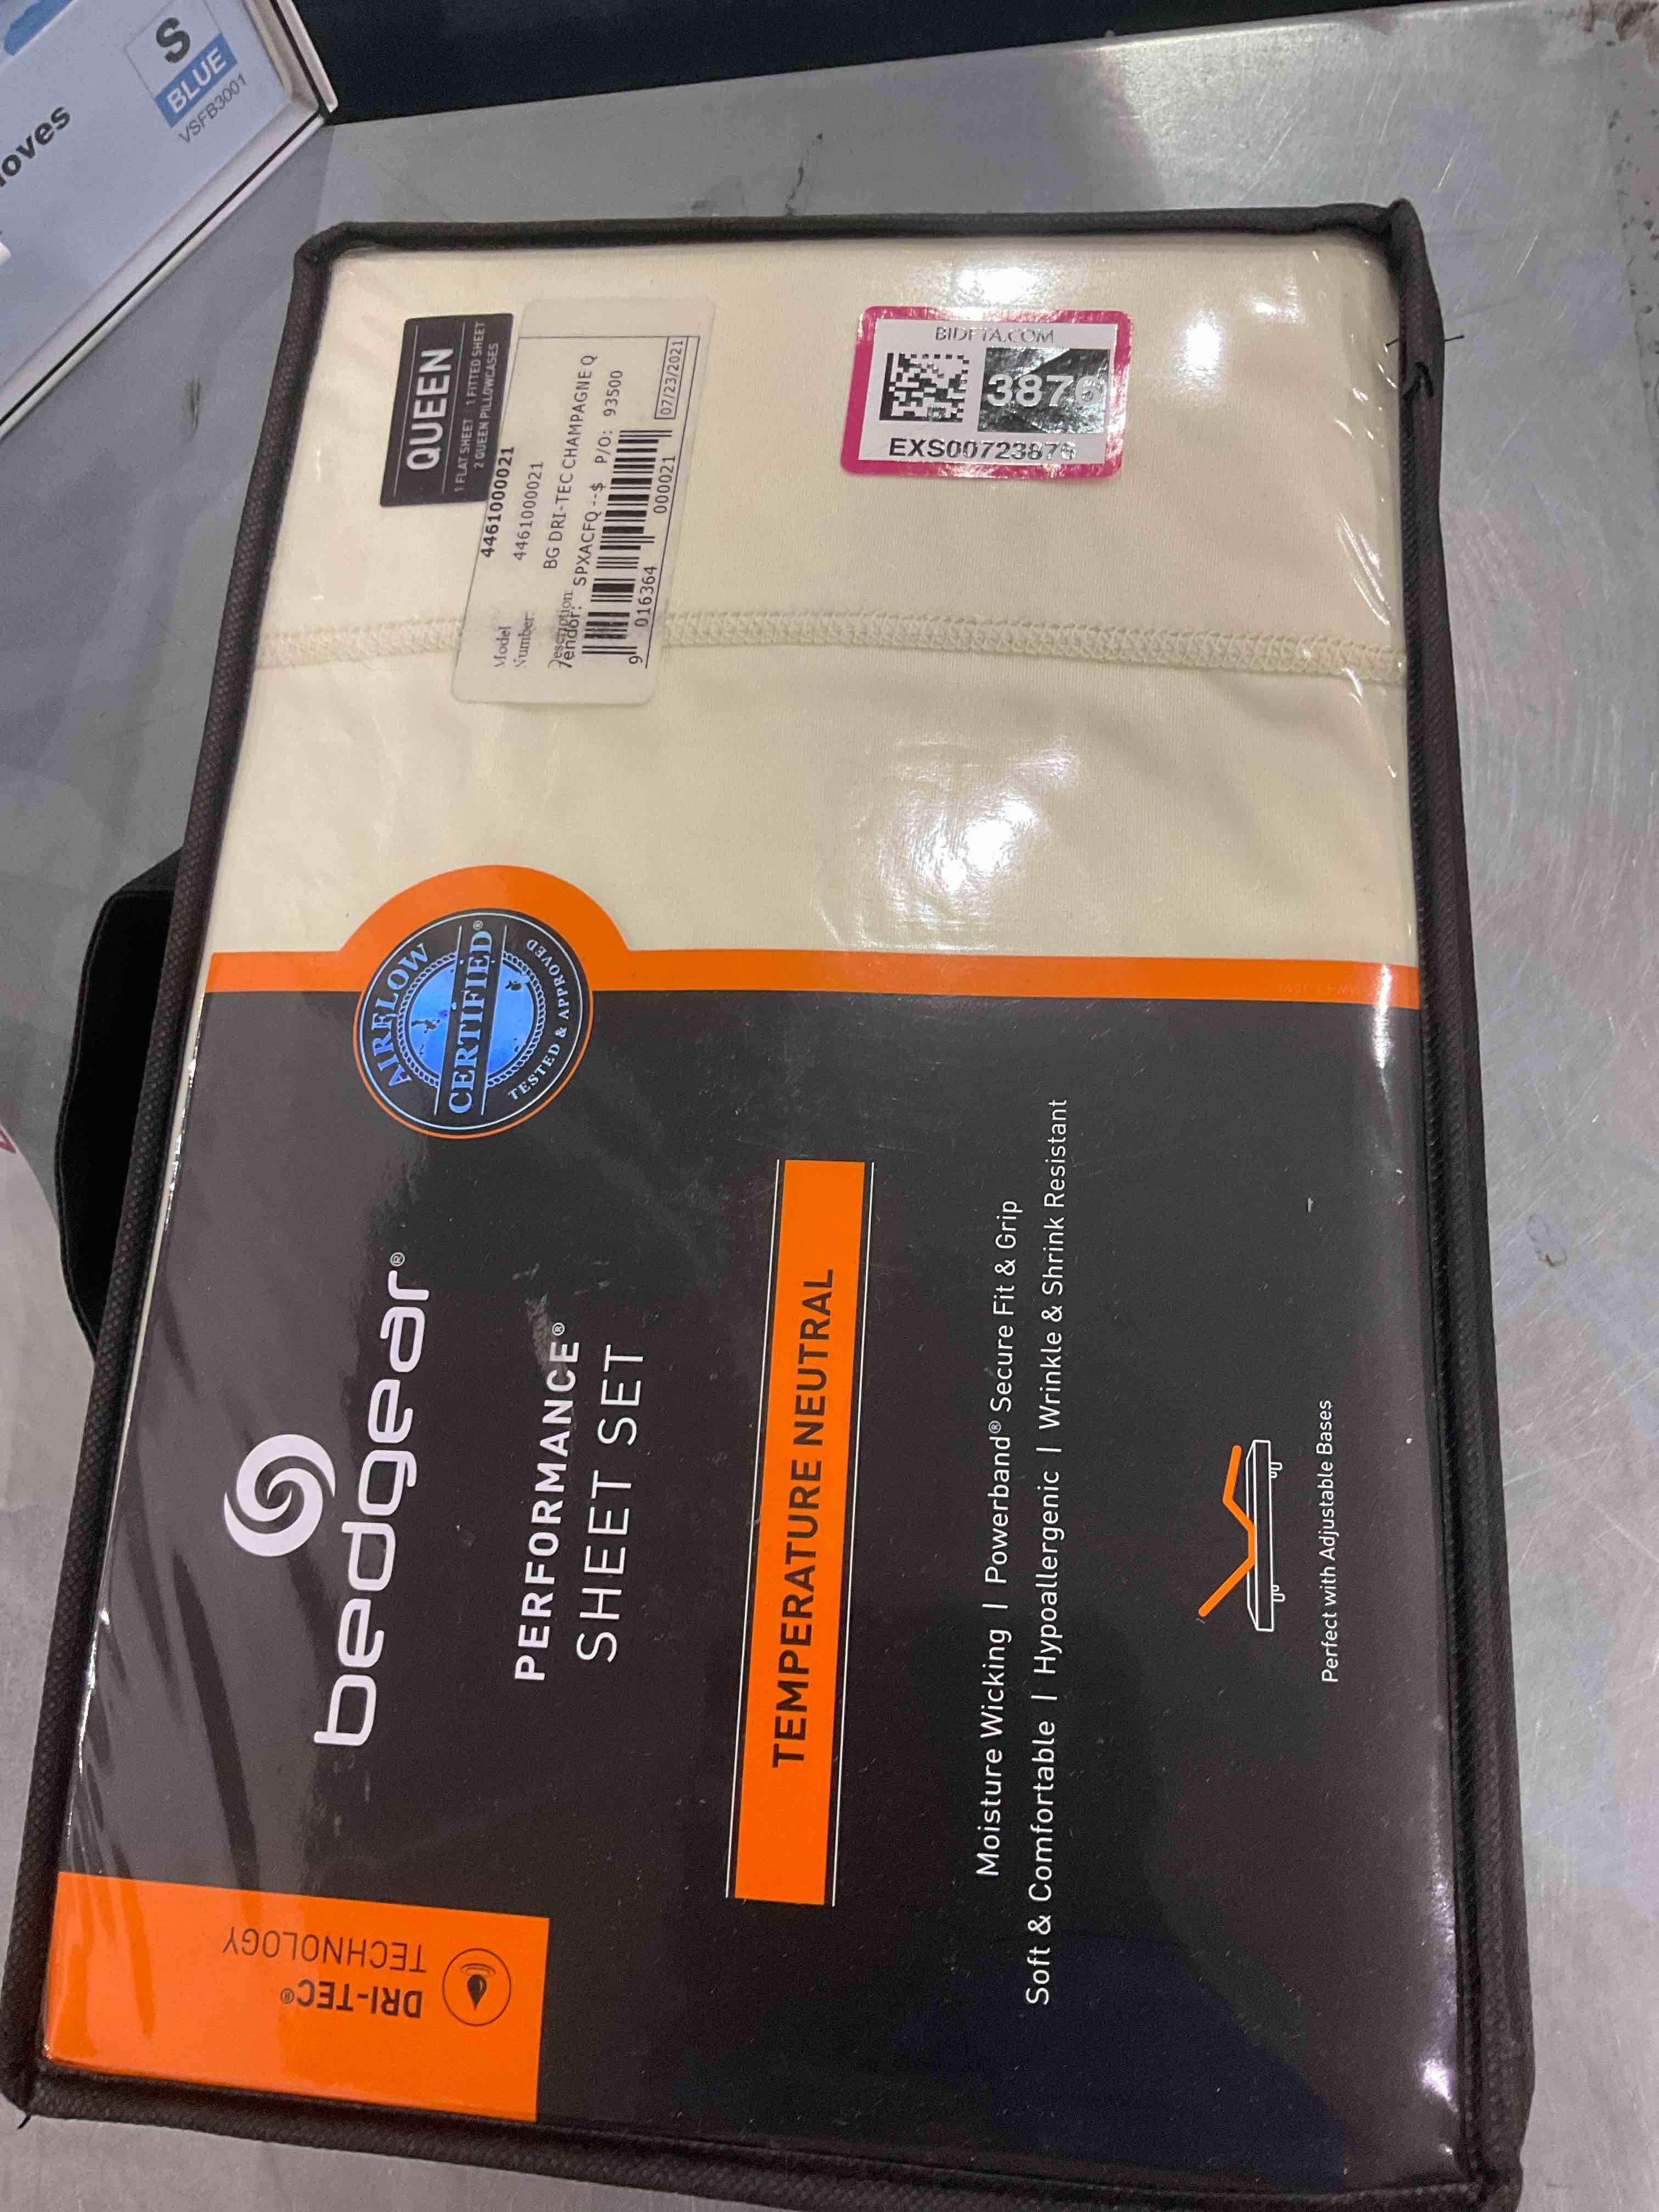 oves
S
BLUE
VSFB3001
QUEEN
1 FLAT SHEET 1 FITTED SHEET
2 QUEEN PILLOWCASES
4461000021
Model
Number: 4461000021
BG DRI-TEC CHAMPAGNE Q
SPXACFQ--$ P/O: 93500
9 016364 000021
07/23/2021
BIDFTA.COM
3876
EXS00723876
AIRFLOW
CERTIFIED®
TESTED & APPROVED
bedgear®
PERFORMANCE®
SHEET SET
TEMPERATURE NEUTRAL
Moisture Wicking | Powerband® Secure Fit & Grip
Soft & Comfortable | Hypoallergenic | Wrinkle & Shrink Resistant
Perfect with Adjustable Bases
DRI-TEC®
TECHNOLOGY